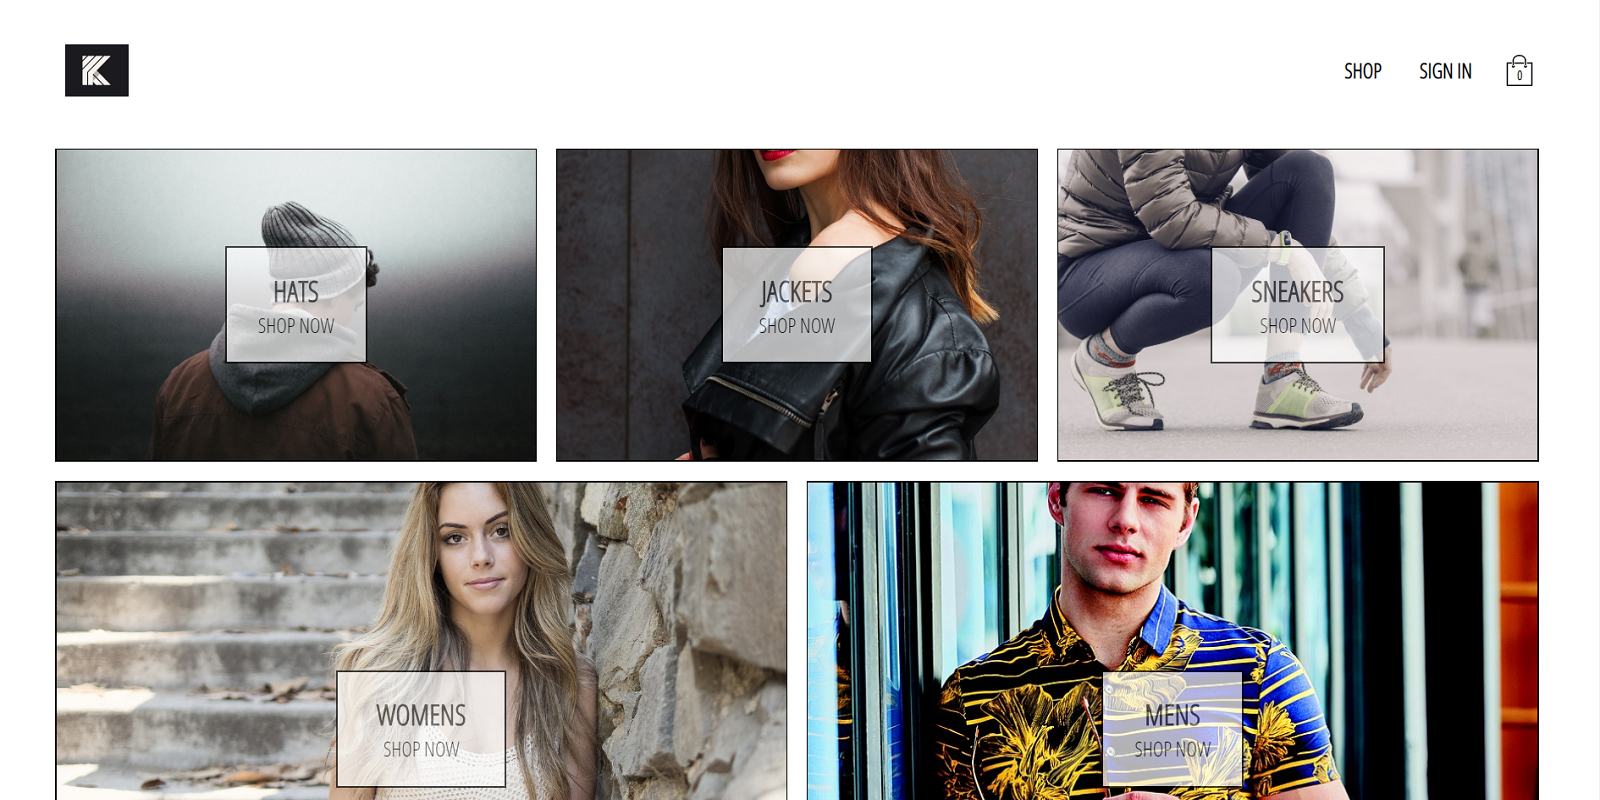 K
SHOP
SIGN IN
0
HATS
SHOP NOW
JACKETS
SHOP NOW
SNEAKERS
SHOP NOW
WOMENS
SHOP NOW
MENS
SHOP NOW